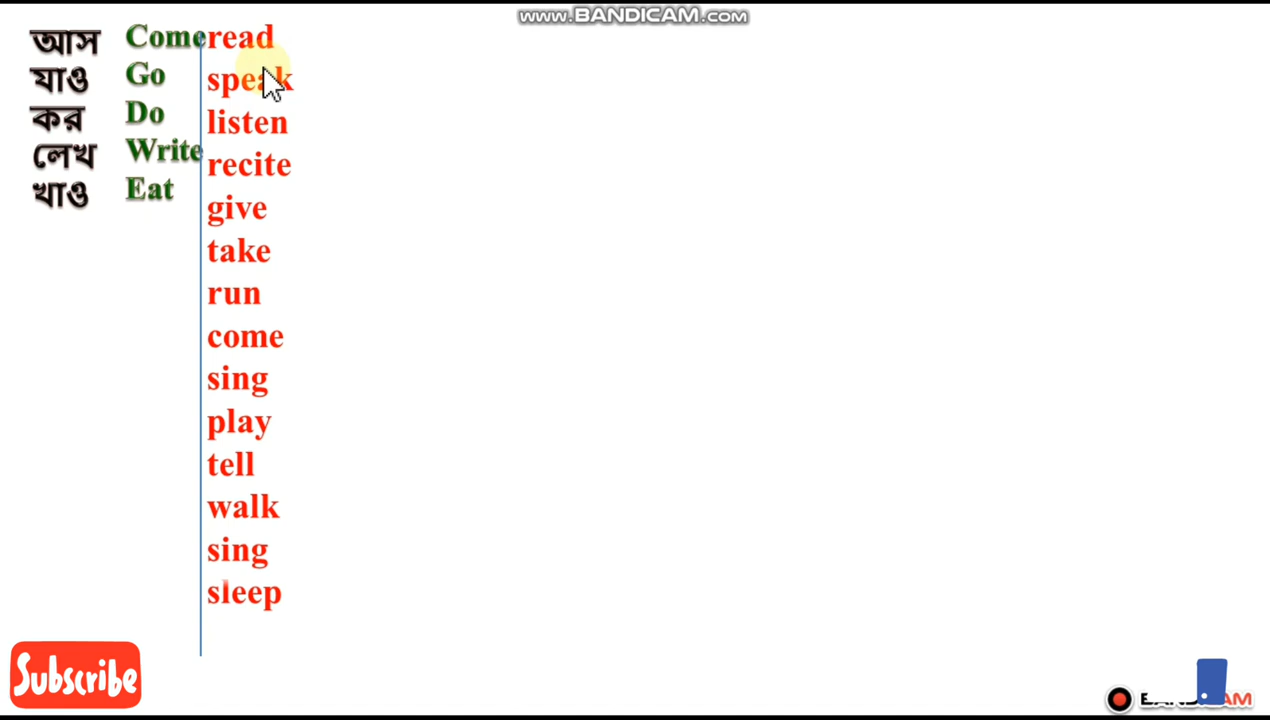 www.BANDICAM.com
আস Come
যাও Go
কর Do
লেখ Write
খাও Eat
read
speak
listen
recite
give
take
run
come
sing
play
tell
walk
sing
sleep
Subscribe